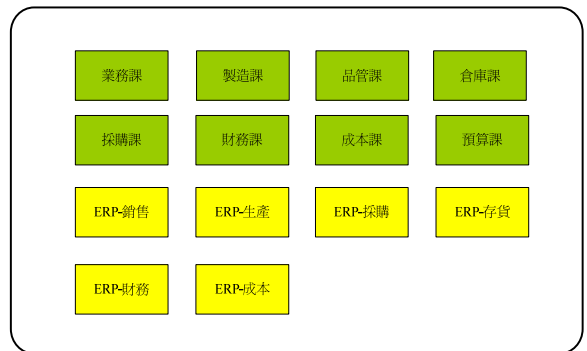 業務課
製造課
品管課
倉庫課
採購課
財務課
成本課
預算課
ERP-銷售
ERP-生產
ERP-採購
ERP-存貨
ERP-財務
ERP-成本